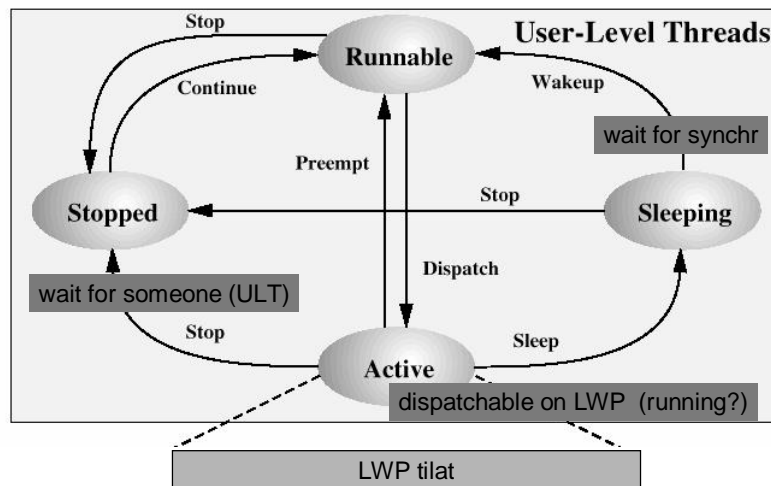 User-Level Threads
Stop
Runnable
Continue
Wakeup
wait for synchr
Preempt
Stopped
Stop
Sleeping
wait for someone (ULT)
Dispatch
Stop
Sleep
Active
dispatchable on LWP (running?)
LWP tilat